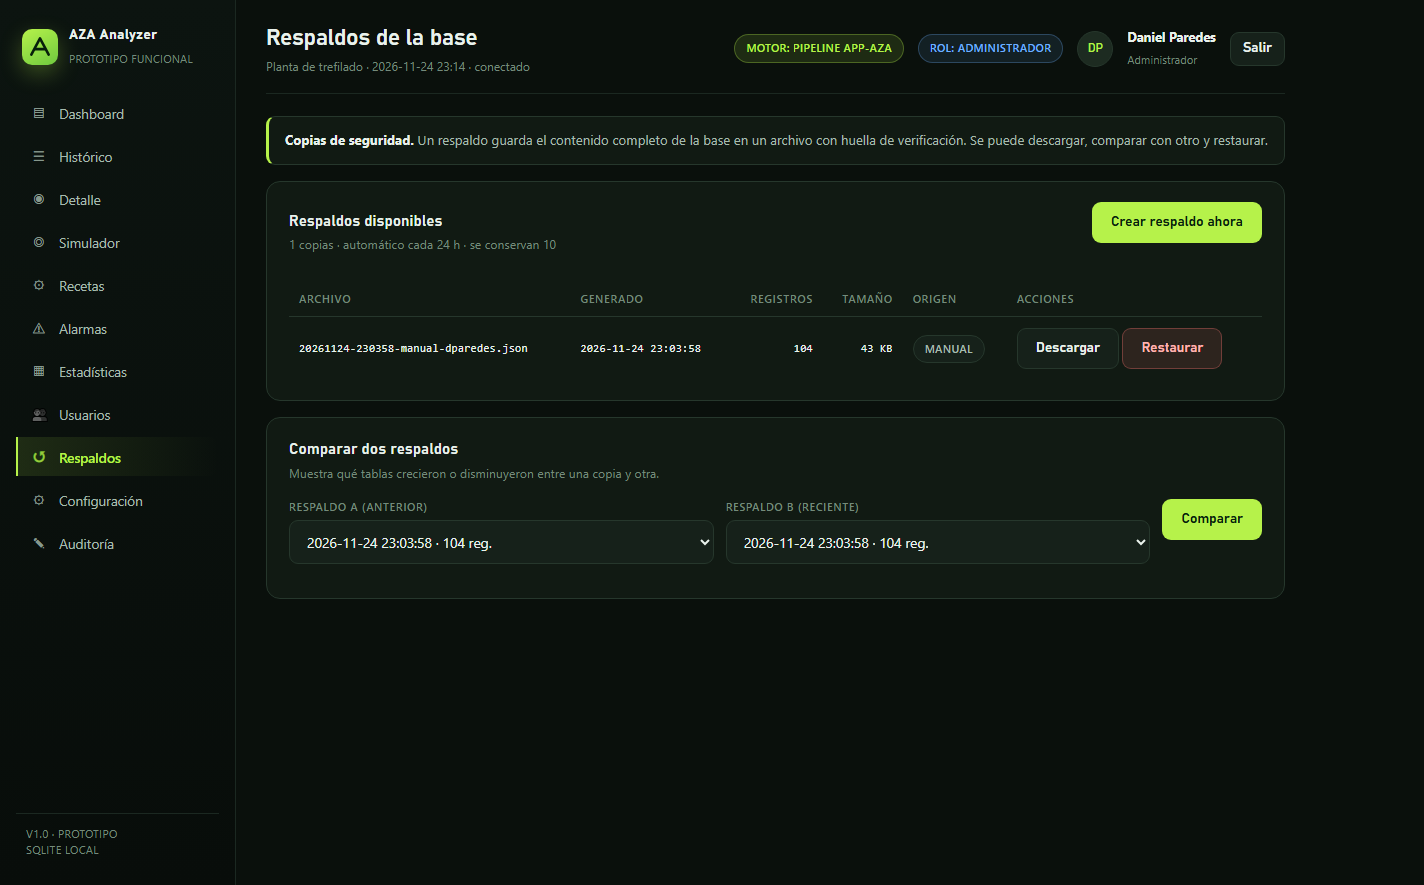 AZA Analyzer
PROTOTIPO FUNCIONAL
Dashboard
Histórico
Detalle
Simulador
Recetas
Alarmas
Estadísticas
Usuarios
Respaldos
Configuración
Auditoría
V1.0 · PROTOTIPO
SQLITE LOCAL
Respaldos de la base
Planta de trefilado · 2026-11-24 23:14 · conectado
MOTOR: PIPELINE APP-AZA
ROL: ADMINISTRADOR
DP
Daniel Paredes
Administrador
Salir
Copias de seguridad. Un respaldo guarda el contenido completo de la base en un archivo con huella de verificación. Se puede descargar, comparar con otro y restaurar.
Respaldos disponibles
1 copias · automático cada 24 h · se conservan 10
Crear respaldo ahora
ARCHIVO GENERADO REGISTROS TAMAÑO ORIGEN ACCIONES
20261124-230358-manual-dparedes.json 2026-11-24 23:03:58 104 43 KB MANUAL Descargar Restaurar
Comparar dos respaldos
Muestra qué tablas crecieron o disminuyeron entre una copia y otra.
RESPALDO A (ANTERIOR) RESPALDO B (RECIENTE)
2026-11-24 23:03:58 · 104 reg. 2026-11-24 23:03:58 · 104 reg. Comparar